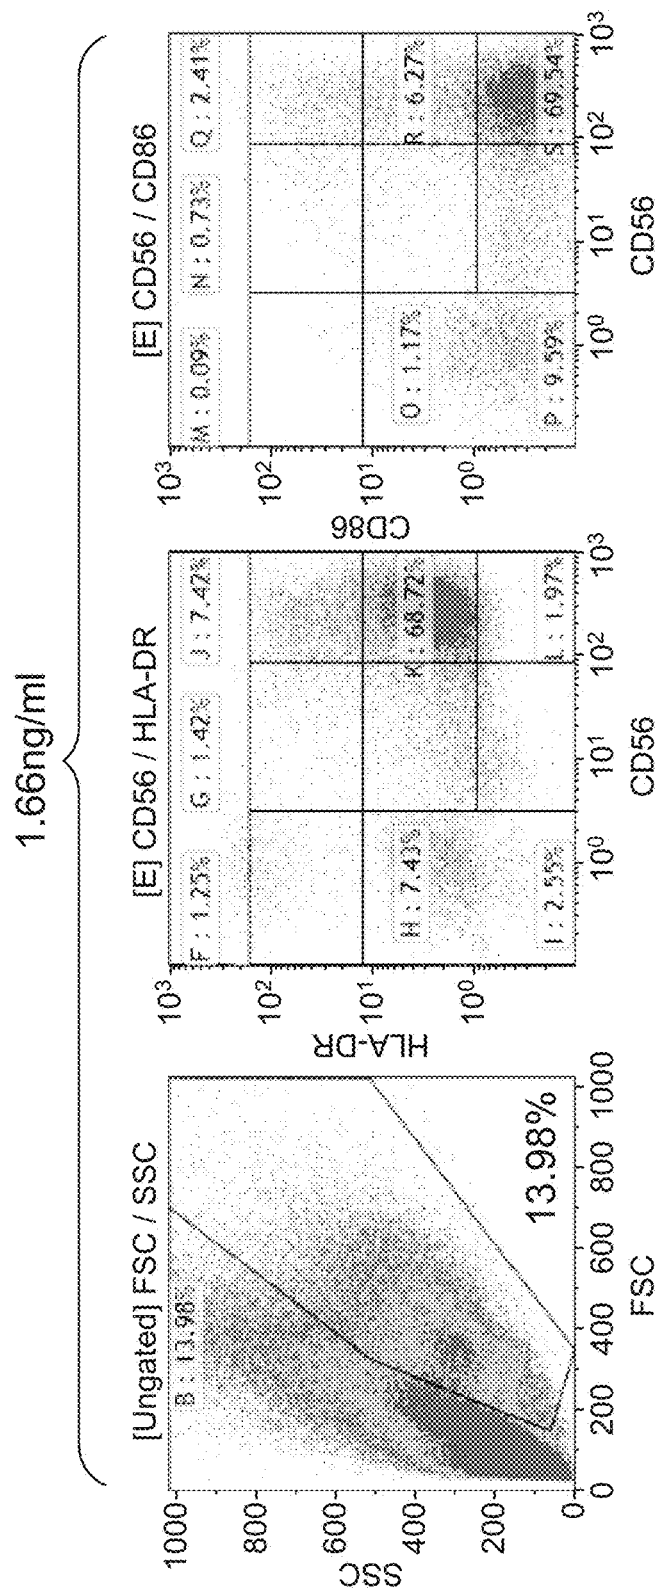 1.66ng/ml
[Ungated] FSC / SSC
B : 13.98%
13.98%
SSC
1000
800
600
400
200
0
0 200 400 600 800 1000
FSC
[E] CD56 / HLA-DR
F : 1.25% G : 1.42% J : 7.42%
H : 7.43% K : 68.72%
I : 2.55% L : 1.97%
HLA-DR
10³
10²
10¹
10⁰
10⁰ 10¹ 10² 10³
CD56
[E] CD56 / CD86
M : 0.09% N : 0.73% Q : 2.41%
O : 1.17% R : 6.27%
P : 9.59% S : 69.54%
CD86
10³
10²
10¹
10⁰
10⁰ 10¹ 10² 10³
CD56